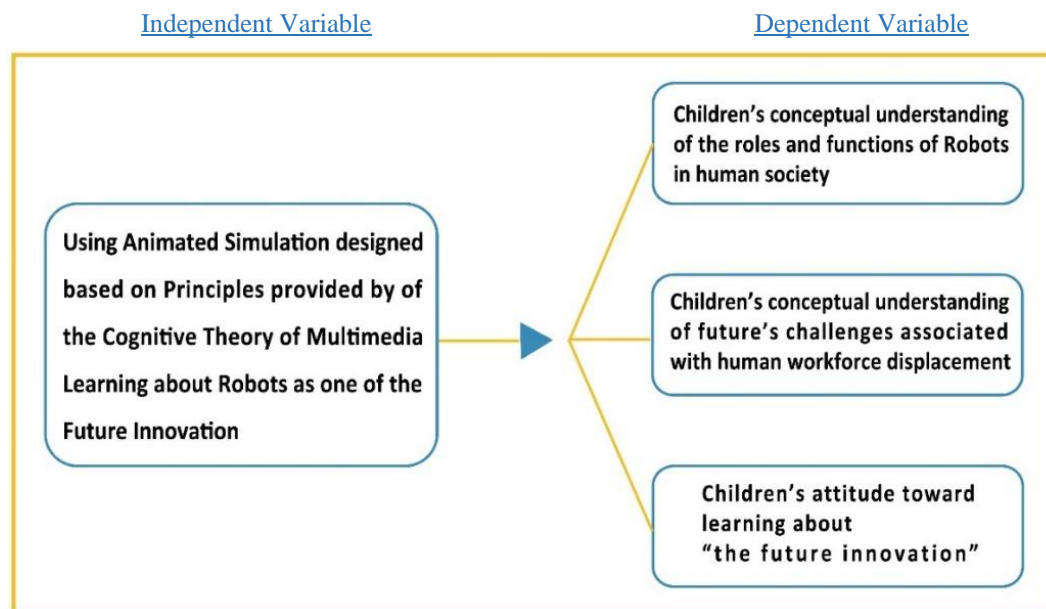 Independent Variable
Dependent Variable
Using Animated Simulation designed
based on Principles provided by of
the Cognitive Theory of Multimedia
Learning about Robots as one of the
Future Innovation
Children's conceptual understanding
of the roles and functions of Robots
in human society
Children's conceptual understanding
of future's challenges associated
with human workforce displacement
Children's attitude toward
learning about
“the future innovation”